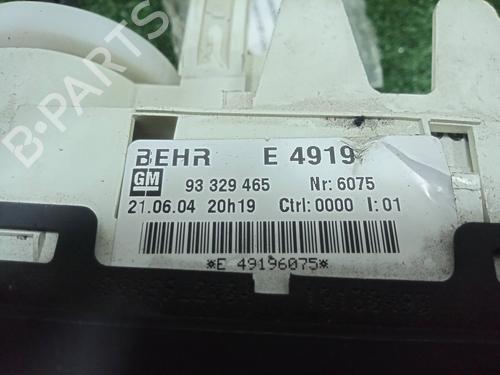 B-PARTS
BEHR E 4919
GM 93 329 465 Nr:6075
21.06.04 20h19 Ctrl:0000 I:01
*E 49196075*